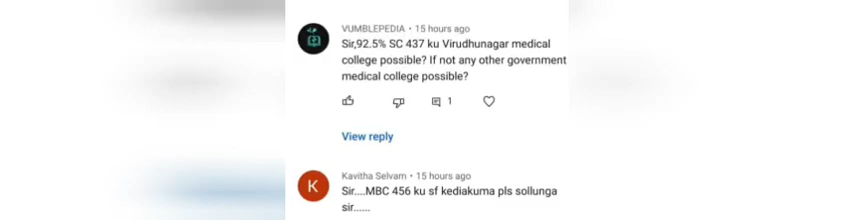 VUMBLEPEDIA • 15 hours ago
Sir,92.5% SC 437 ku Virudhunagar medical
college possible? If not any other government
medical college possible?
1
View reply
K
Kavitha Selvam • 15 hours ago
Sir....MBC 456 ku sf kediakuma pls sollunga
sir......